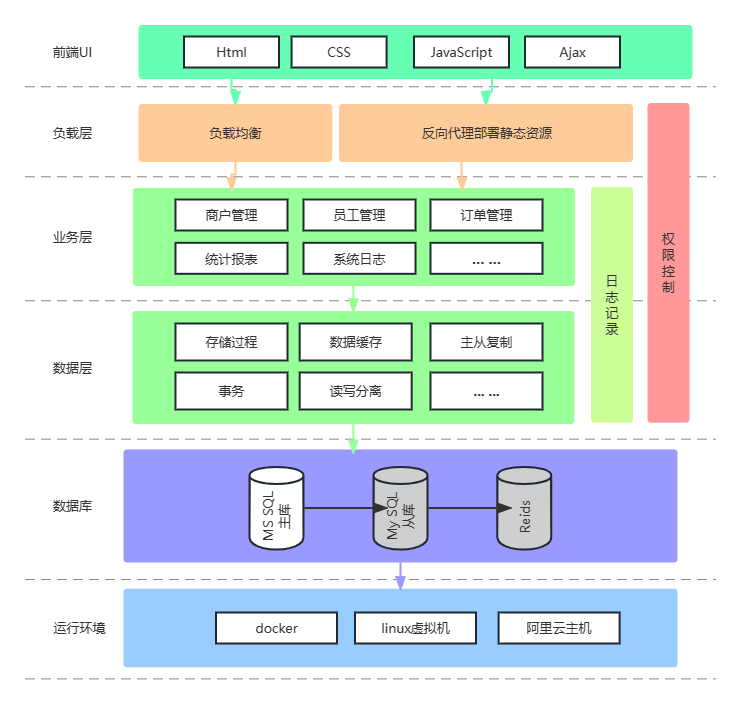 前端UI
Html
CSS
JavaScript
Ajax
负载层
负载均衡
反向代理部署静态资源
业务层
商户管理
员工管理
订单管理
统计报表
系统日志
... ...
日志记录
权限控制
数据层
存储过程
数据缓存
主从复制
事务
读写分离
... ...
数据库
MS SQL
主库
My SQL
从库
Reids
运行环境
docker
linux虚拟机
阿里云主机